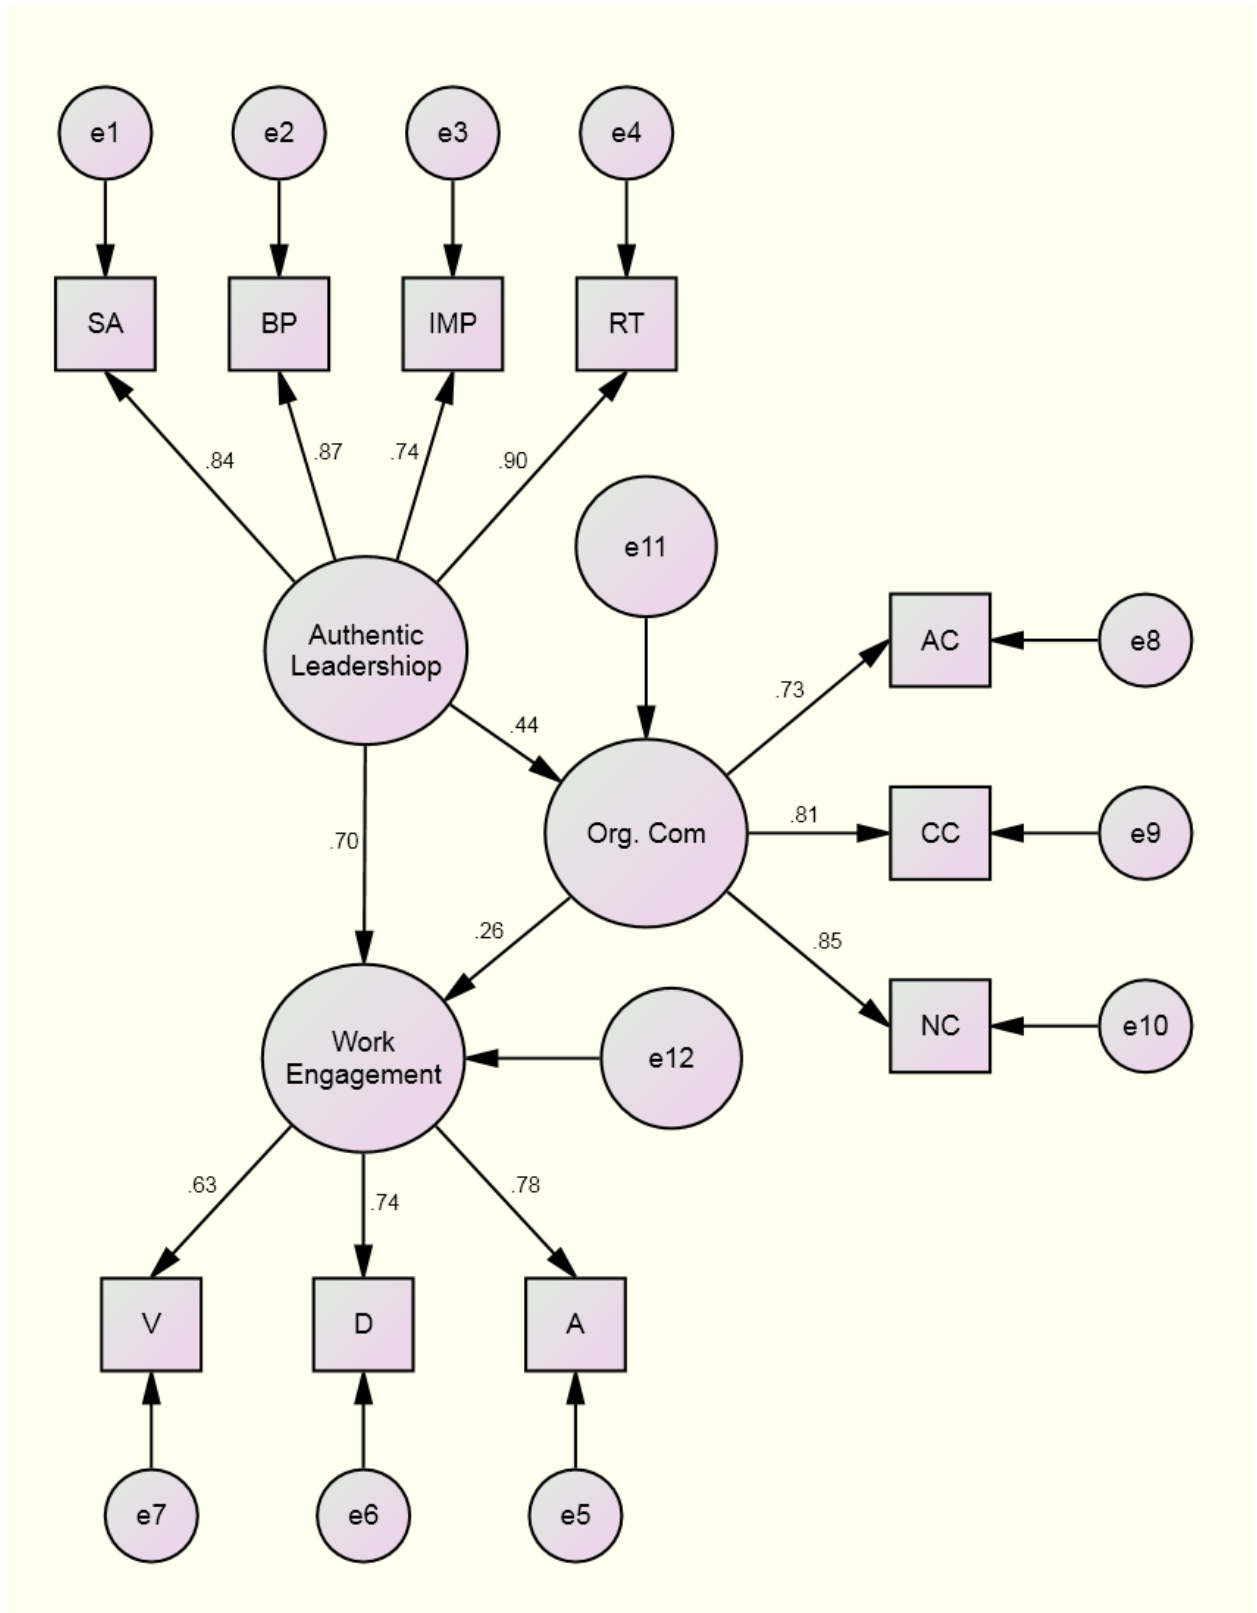 e1
e2
e3
e4
SA
BP
IMP
RT
.84
.87
.74
.90
e11
Authentic
Leadershiop
AC
e8
.73
.44
.70
Org. Com
.81
CC
e9
.26
.85
NC
e10
Work
Engagement
e12
.63
.74
.78
V
D
A
e7
e6
e5